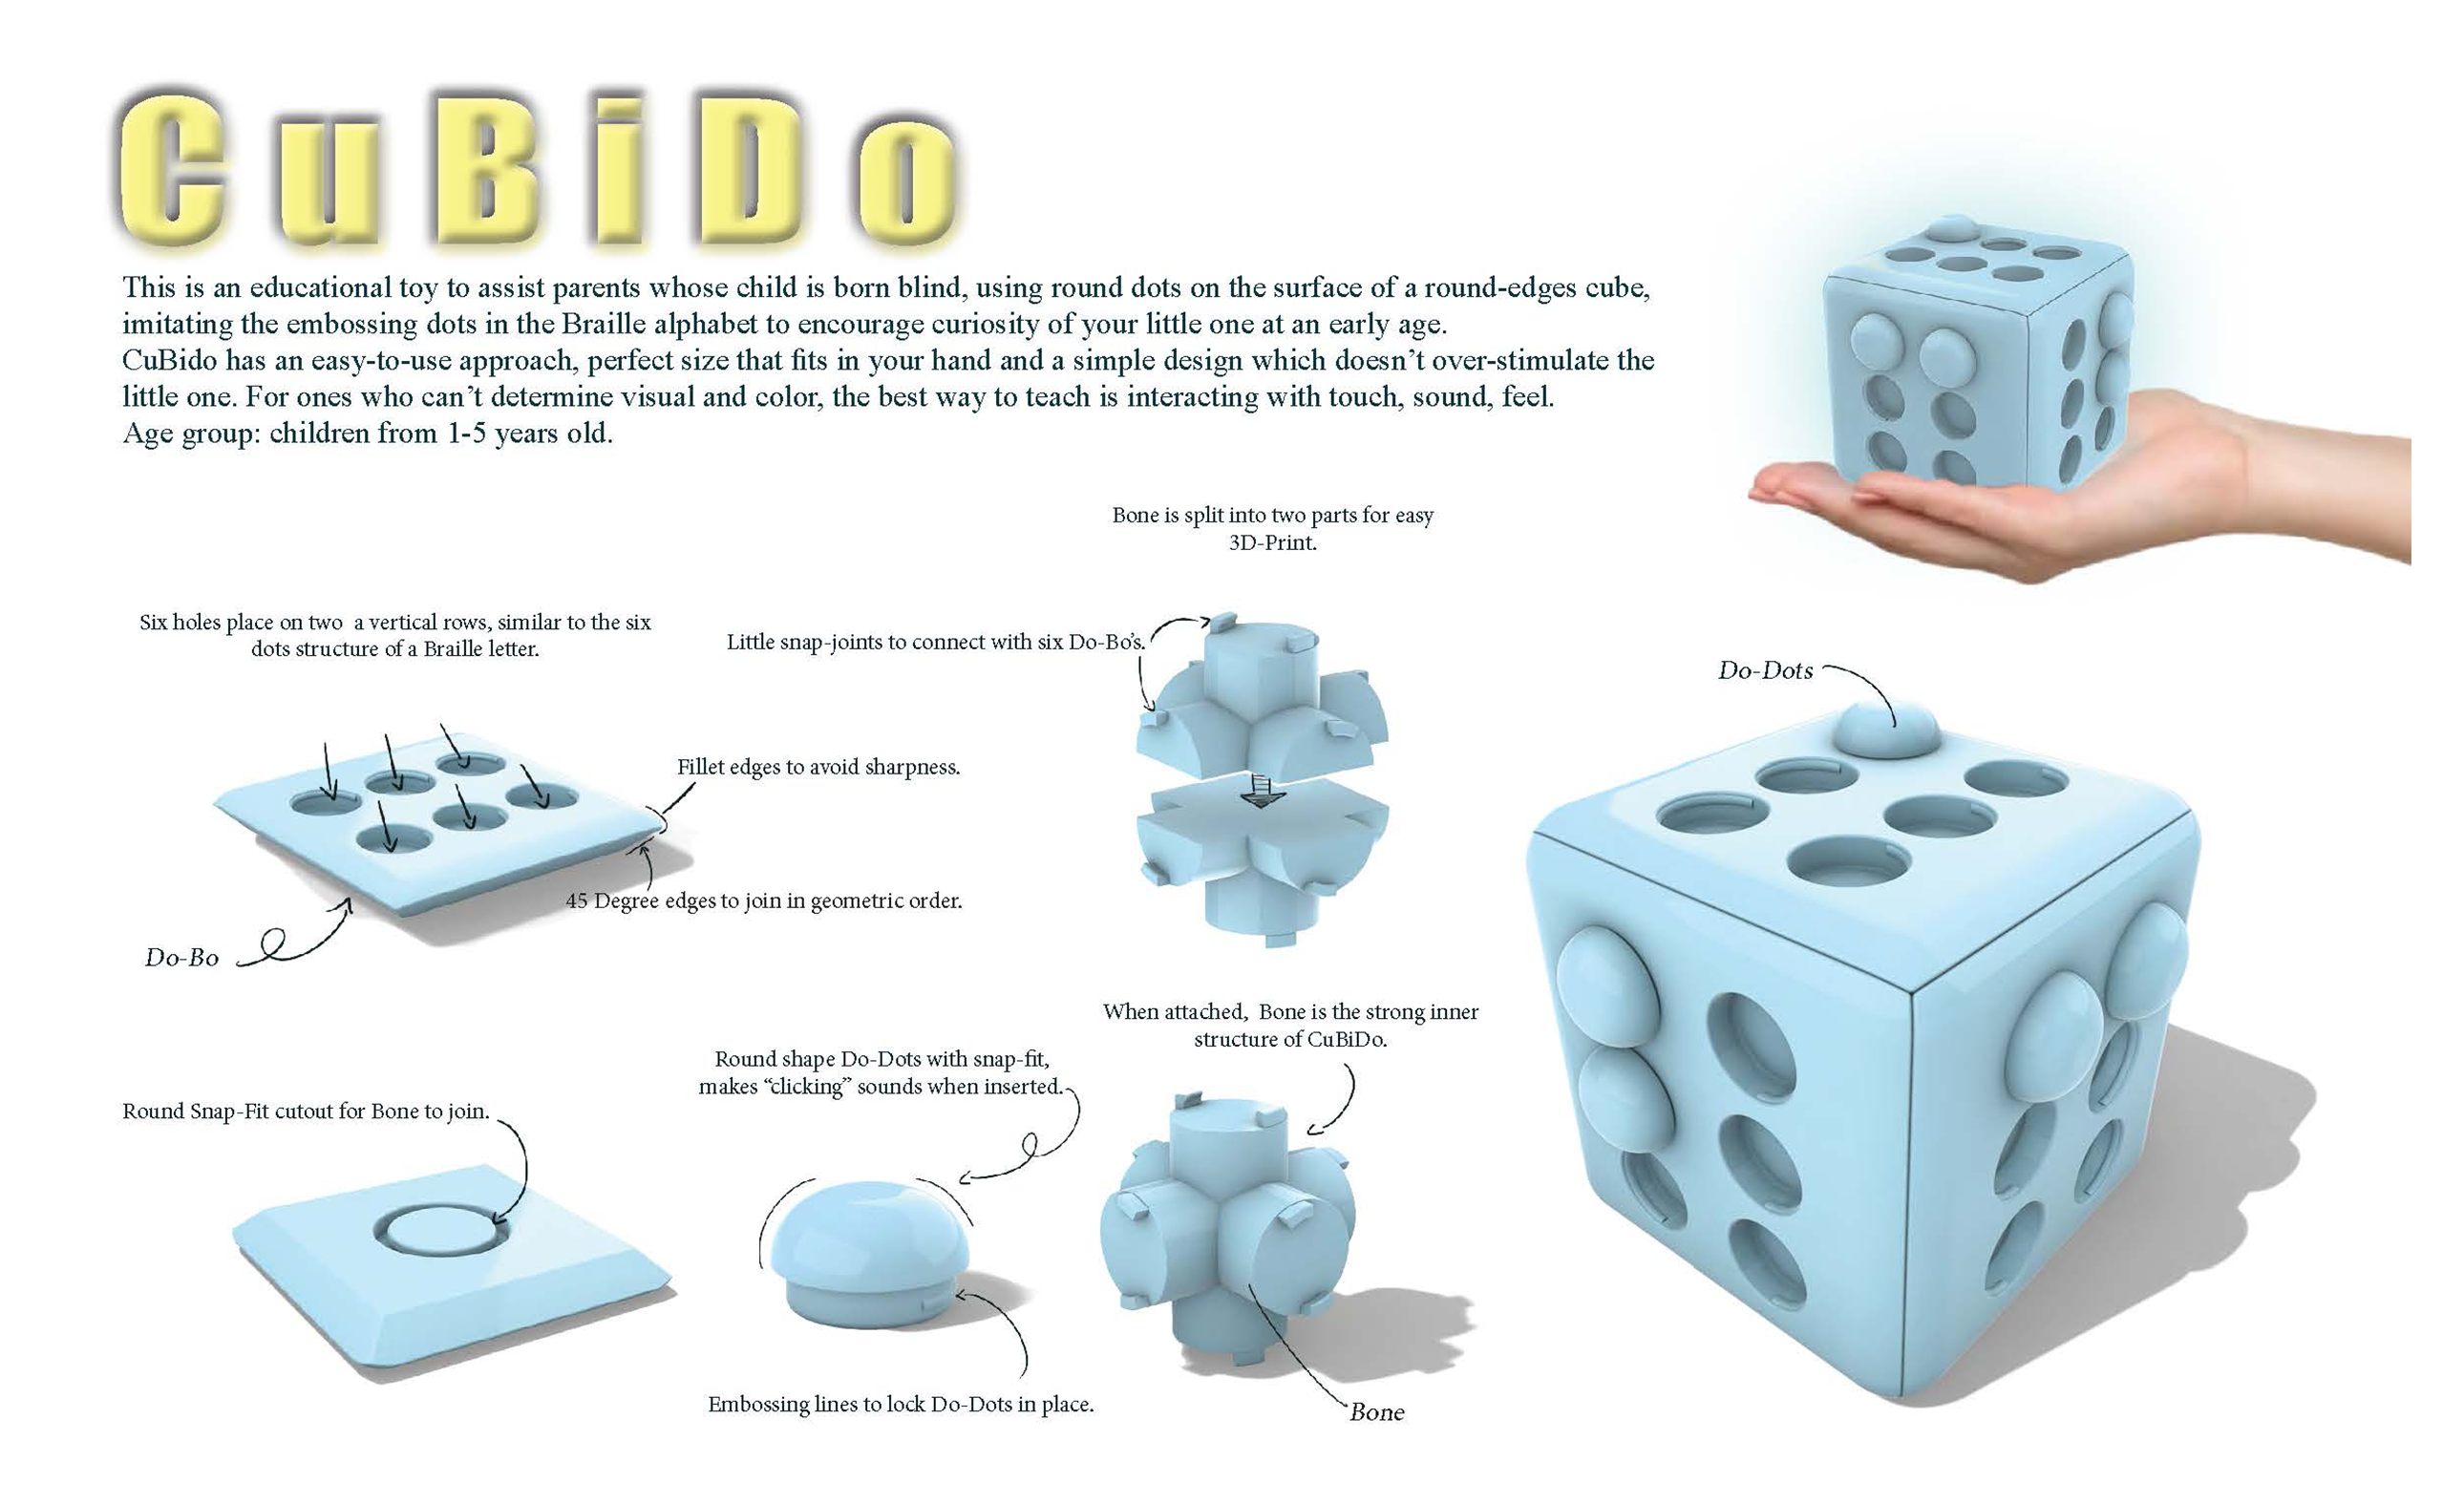 CuBiDo
This is an educational toy to assist parents whose child is born blind, using round dots on the surface of a round-edges cube,
imitating the embossing dots in the Braille alphabet to encourage curiosity of your little one at an early age.
CuBido has an easy-to-use approach, perfect size that fits in your hand and a simple design which doesn’t over-stimulate the
little one. For ones who can’t determine visual and color, the best way to teach is interacting with touch, sound, feel.
Age group: children from 1-5 years old.
Bone is split into two parts for easy
3D-Print.
Six holes place on two a vertical rows, similar to the six
dots structure of a Braille letter.
Little snap-joints to connect with six Do-Bo’s.
Do-Dots
Fillet edges to avoid sharpness.
45 Degree edges to join in geometric order.
Do-Bo
When attached, Bone is the strong inner
structure of CuBiDo.
Round shape Do-Dots with snap-fit,
makes “clicking” sounds when inserted.
Round Snap-Fit cutout for Bone to join.
Embossing lines to lock Do-Dots in place.
Bone